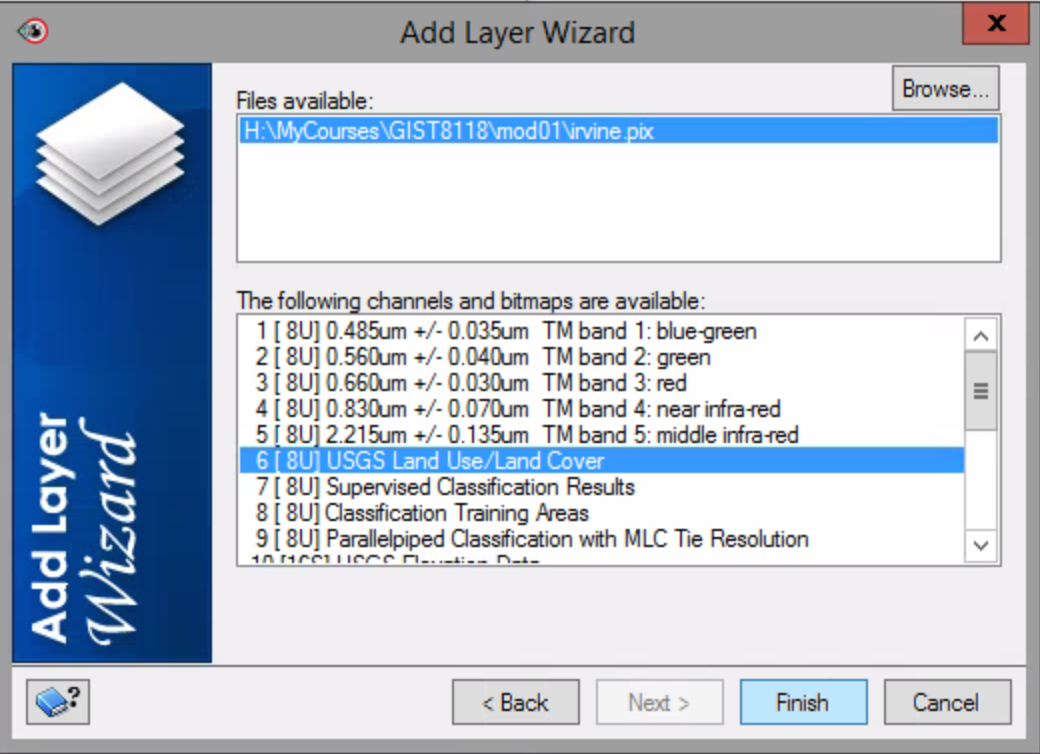 Add Layer Wizard
x
Browse...
Files available:
H:\MyCourses\GIST8118\mod01\irvine.pix
The following channels and bitmaps are available:
1 [ 8U] 0.485um +/- 0.035um  TM band 1: blue-green
2 [ 8U] 0.560um +/- 0.040um  TM band 2: green
3 [ 8U] 0.660um +/- 0.030um  TM band 3: red
4 [ 8U] 0.830um +/- 0.070um  TM band 4: near infra-red
5 [ 8U] 2.215um +/- 0.135um  TM band 5: middle infra-red
6 [ 8U] USGS Land Use/Land Cover
7 [ 8U] Supervised Classification Results
8 [ 8U] Classification Training Areas
9 [ 8U] Parallelpiped Classification with MLC Tie Resolution
10 [16S] USGS Elevation Data
Add Layer
Wizard
?
< Back
Next >
Finish
Cancel